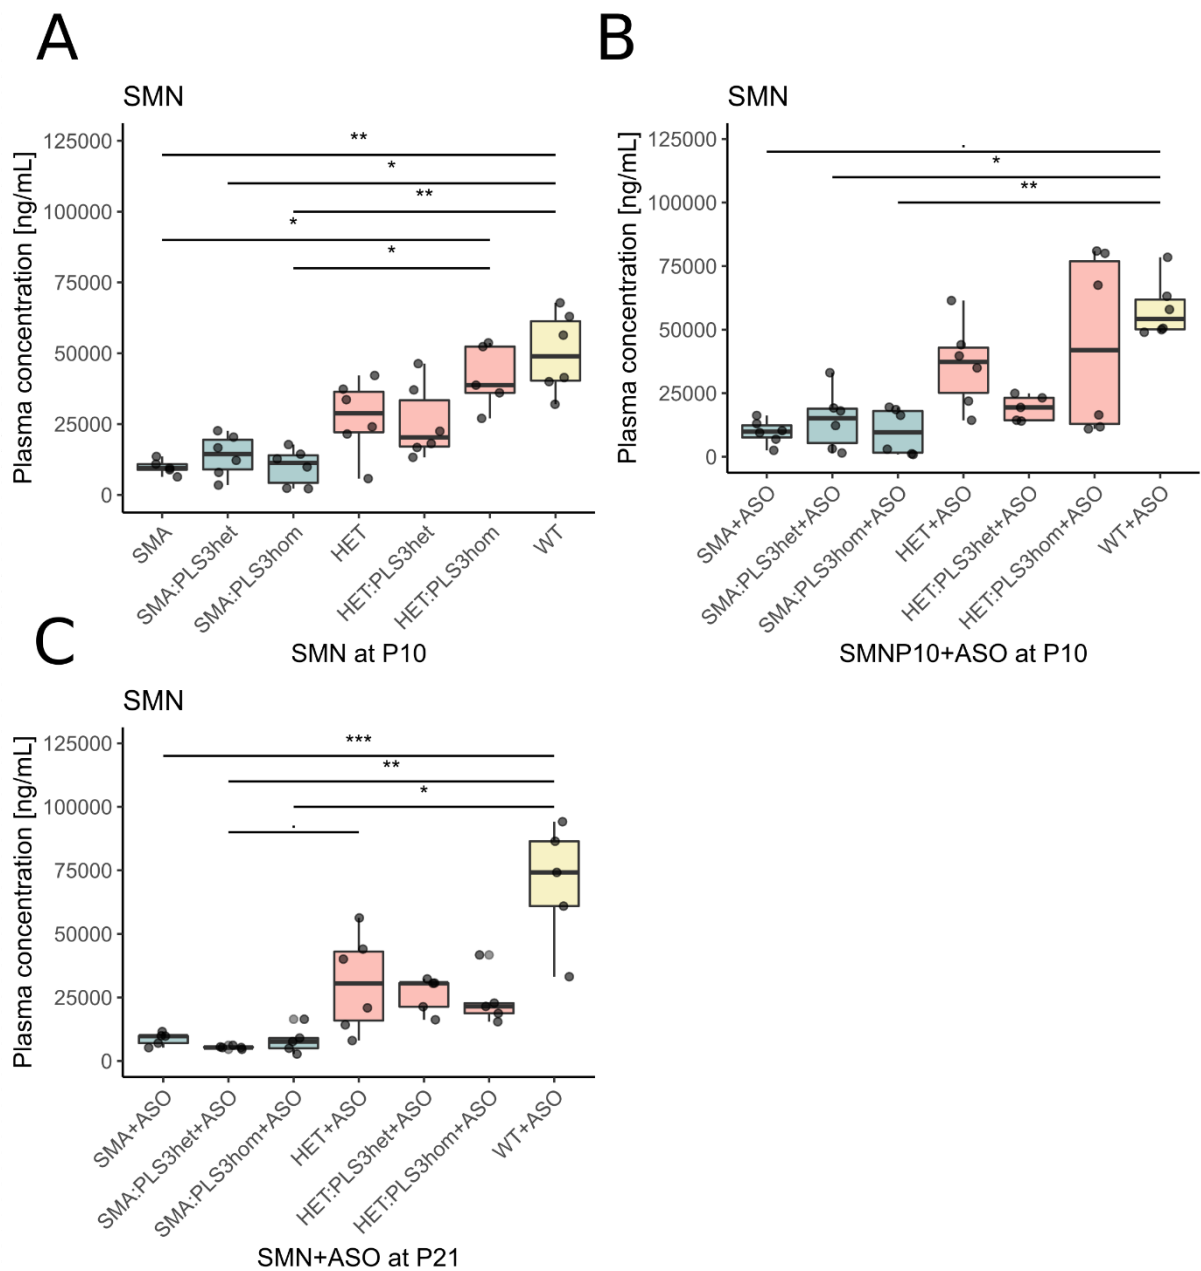 A
SMN
Plasma concentration [ng/mL]
125000
100000
75000
50000
25000
0
**
*
**
*
*
SMA
SMA:PLS3het
SMA:PLS3hom
HET
HET:PLS3het
HET:PLS3hom
WT
SMN at P10
B
SMN
Plasma concentration [ng/mL]
125000
100000
75000
50000
25000
0
.
*
**
SMA+ASO
SMA:PLS3het+ASO
SMA:PLS3hom+ASO
HET+ASO
HET:PLS3het+ASO
HET:PLS3hom+ASO
WT+ASO
SMNP10+ASO at P10
C
SMN
Plasma concentration [ng/mL]
125000
100000
75000
50000
25000
0
***
**
*
.
SMA+ASO
SMA:PLS3het+ASO
SMA:PLS3hom+ASO
HET+ASO
HET:PLS3het+ASO
HET:PLS3hom+ASO
WT+ASO
SMN+ASO at P21